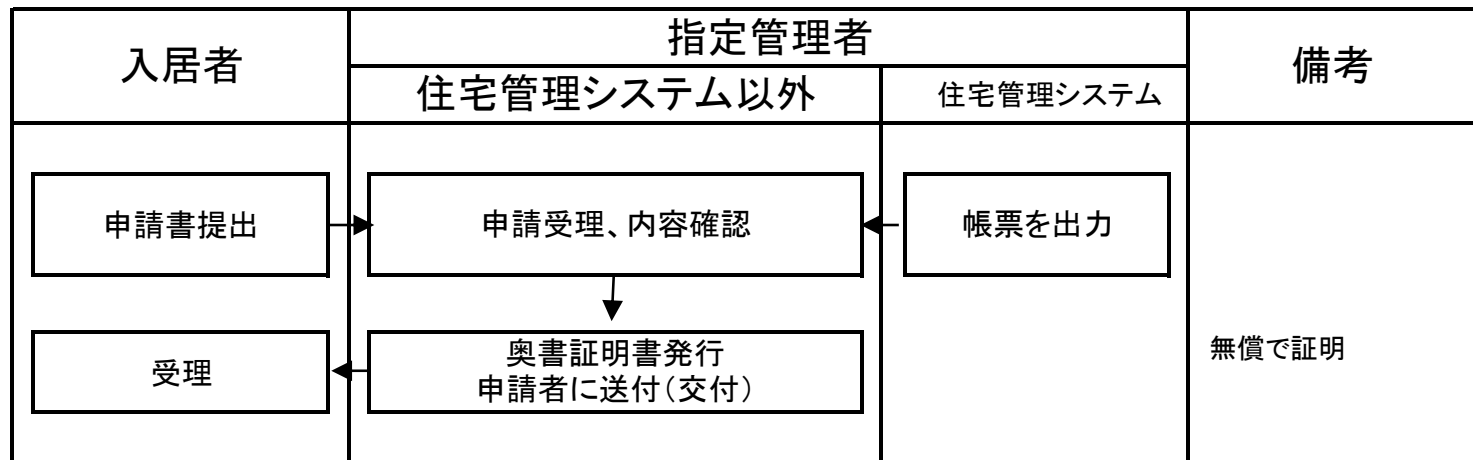 入居者
指定管理者
備考
住宅管理システム以外
住宅管理システム
申請書提出
申請受理、内容確認
帳票を出力
受理
奥書証明書発行
申請者に送付(交付)
無償で証明